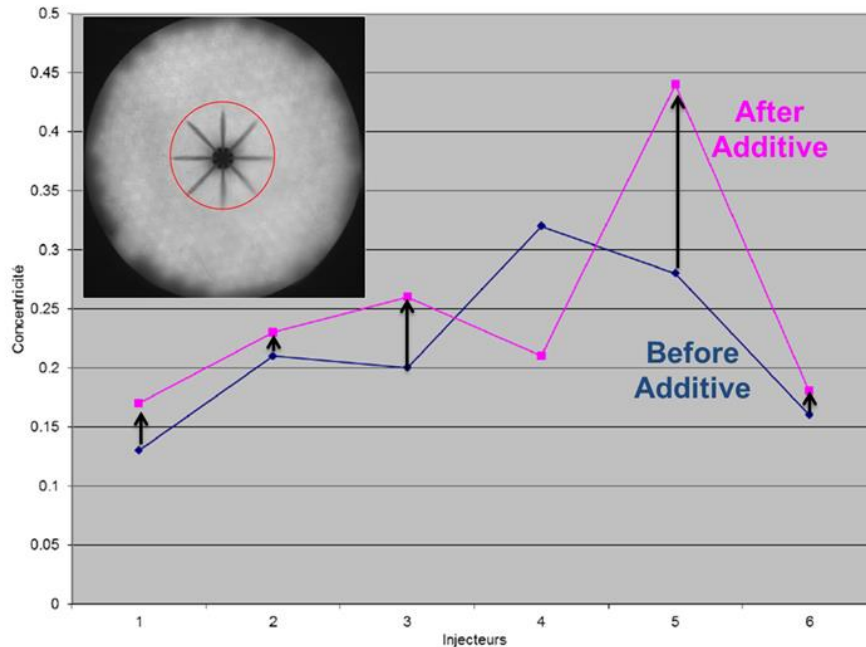 0.5
0.45
0.4
0.35
0.3
0.25
0.2
0.15
0.1
0.05
0
Concentricité
After
Additive
Before
Additive
1 2 3 4 5 6
Injecteurs